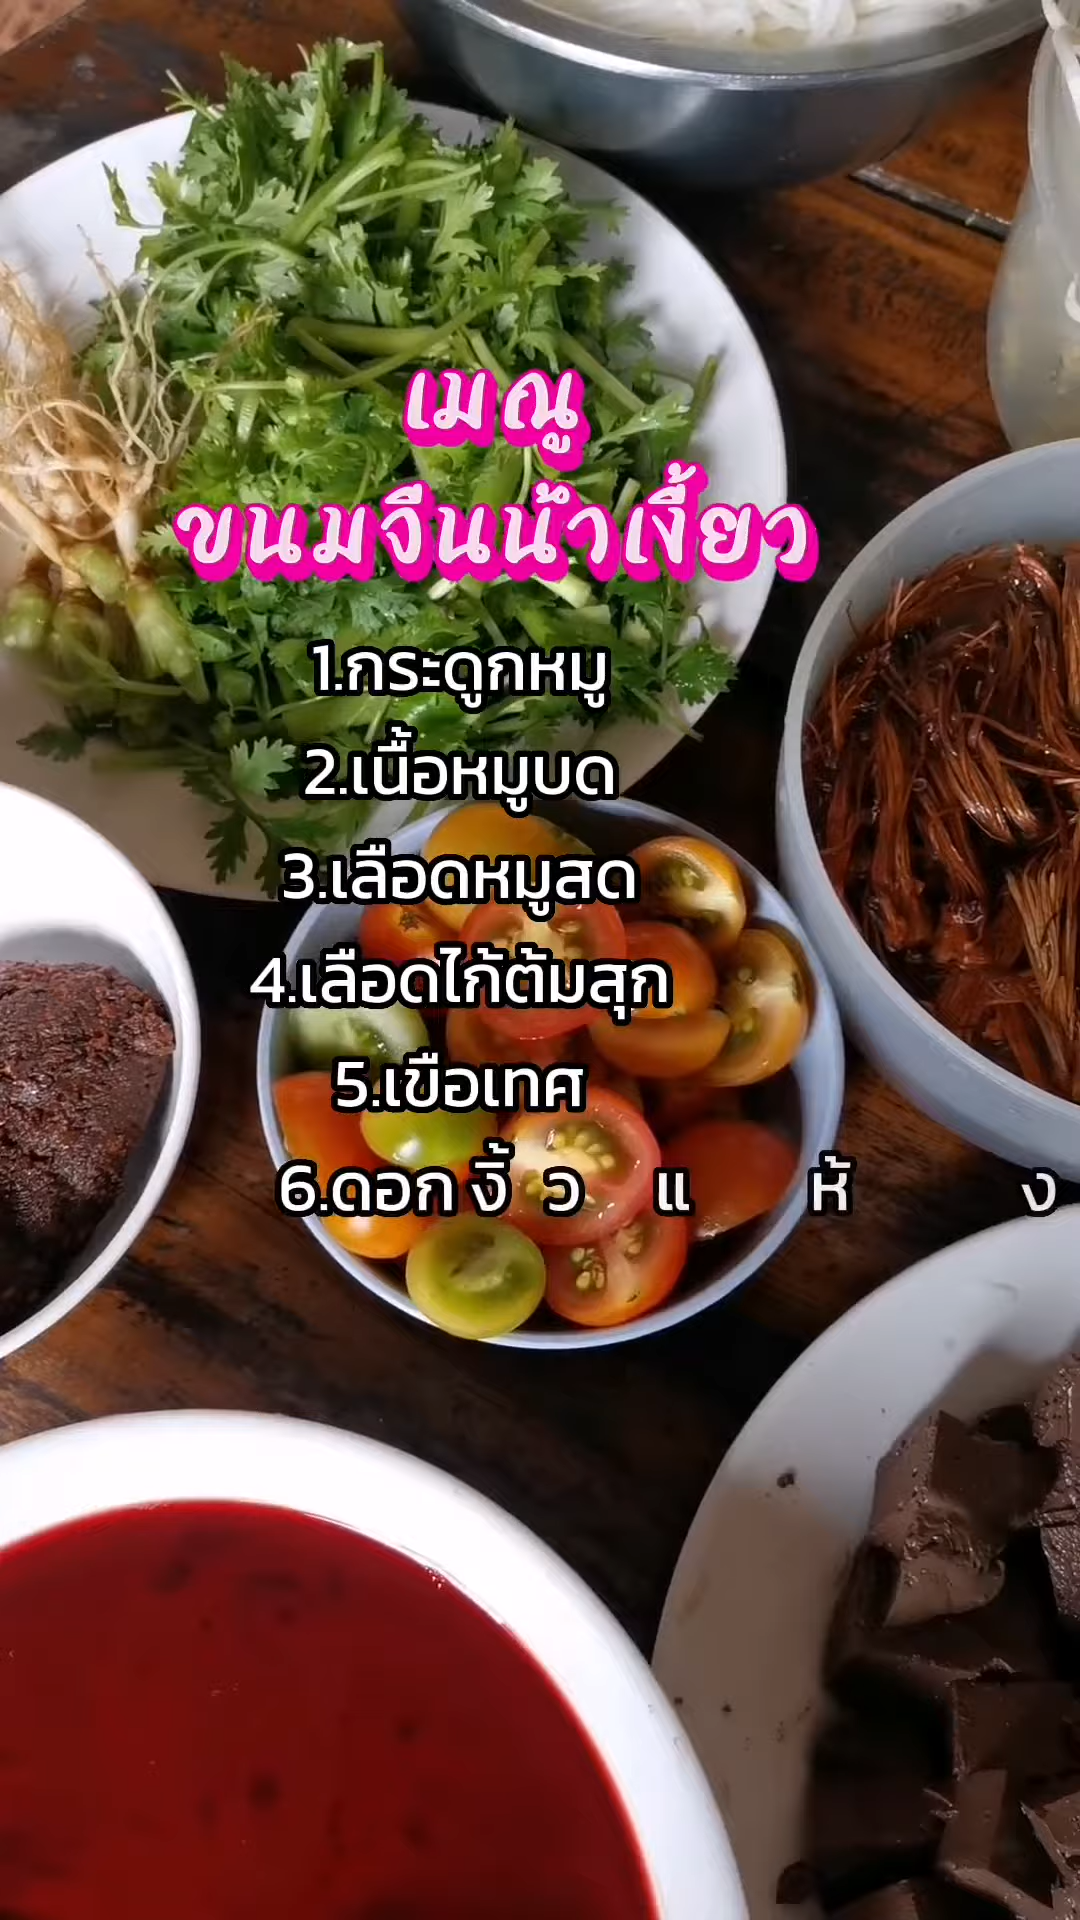 เมณู
ขนมจีนน้ำเงี้ยว
1.กระดูกหมู
2.เนื้อหมูบด
3.เลือดหมูสด
4.เลือดไก้ต้มสุก
5.เขือเทศ
6.ดอกงิ้วแห้ง